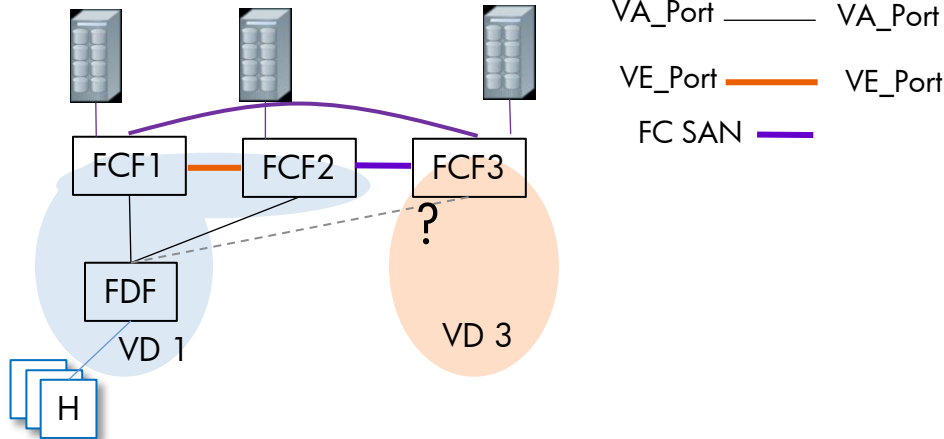 VA_Port VA_Port
VE_Port VE_Port
FC SAN
FCF1 FCF2 FCF3
?
FDF
VD 1 VD 3
H